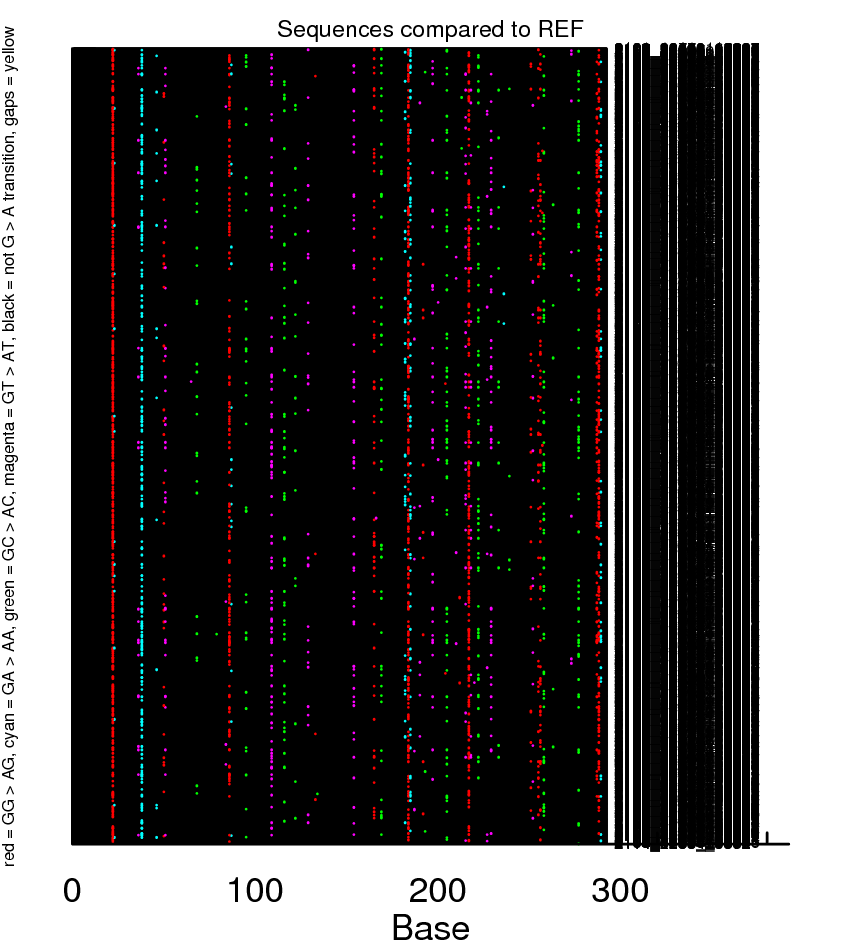 Sequences compared to REF
red = GG > AG, cyan = GA > AA, green = GC > AC, magenta = GT > AT, black = not G > A transition, gaps = yellow
0 100 200 300
Base